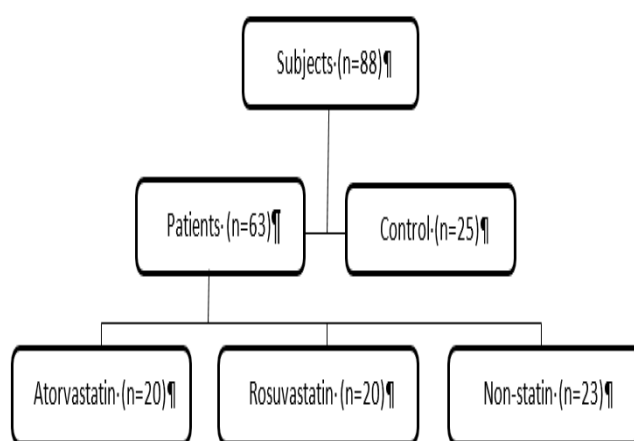 Subjects·(n=88)¶
Patients·(n=63)¶
Control·(n=25)¶
Atorvastatin·(n=20)¶
Rosuvastatin·(n=20)¶
Non-statin·(n=23)¶